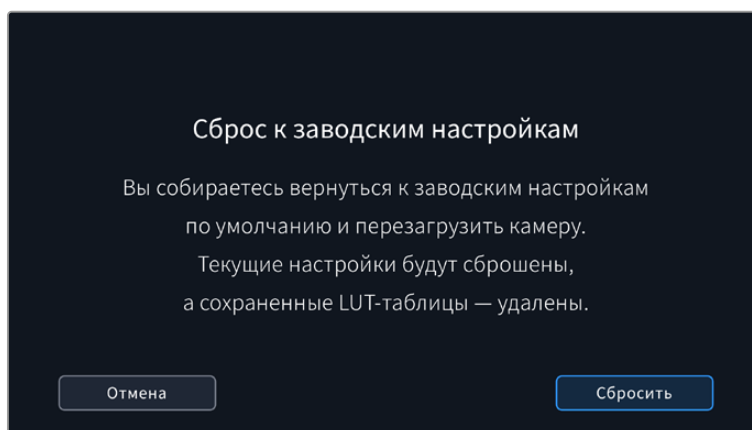 Сброс к заводским настройкам
Вы собираетесь вернуться к заводским настройкам
по умолчанию и перезагрузить камеру.
Текущие настройки будут сброшены,
а сохраненные LUT-таблицы — удалены.
Отмена
Сбросить